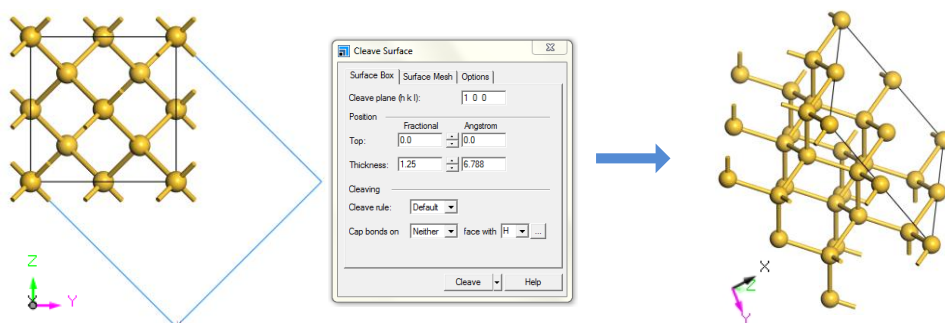 Cleave Surface
Surface Box Surface Mesh Options
Cleave plane (h k l): 1 0 0
Position
Fractional Angstrom
Top: 0.0 0.0
Thickness: 1.25 6.788
Cleaving
Cleave rule: Default
Cap bonds on Neither face with H ...
Cleave Help
Z
X Y
X
Z
Y